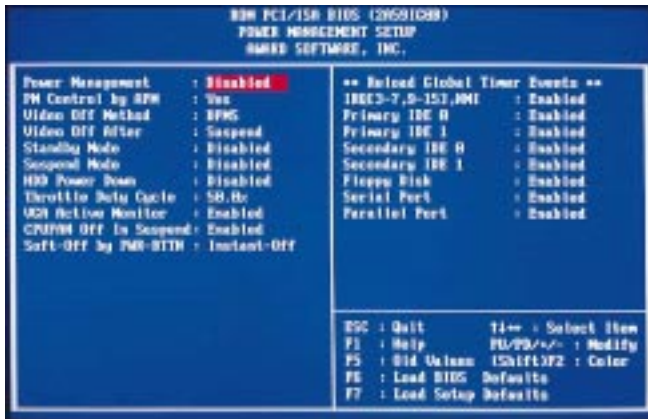 ROM PCI/ISA BIOS (2A59IGBB)
POWER MANAGEMENT SETUP
AWARD SOFTWARE, INC.
Power Management : Disabled
PM Control by APM : Yes
Video Off Method : DPMS
Video Off After : Suspend
Standby Mode : Disabled
Suspend Mode : Disabled
HDD Power Down : Disabled
Throttle Duty Cycle : 50.0%
VGA Active Monitor : Enabled
CPUFAN Off In Suspend: Enabled
Soft-Off by PWR-BTTN : Instant-Off
** Reload Global Timer Events **
IRQ[3-7,9-15],NMI : Enabled
Primary IDE 0 : Enabled
Primary IDE 1 : Enabled
Secondary IDE 0 : Enabled
Secondary IDE 1 : Enabled
Floppy Disk : Enabled
Serial Port : Enabled
Parallel Port : Enabled
ESC : Quit ↑↓→← : Select Item
F1 : Help PU/PD/+/- : Modify
F5 : Old Values (Shift)F2 : Color
F6 : Load BIOS Defaults
F7 : Load Setup Defaults